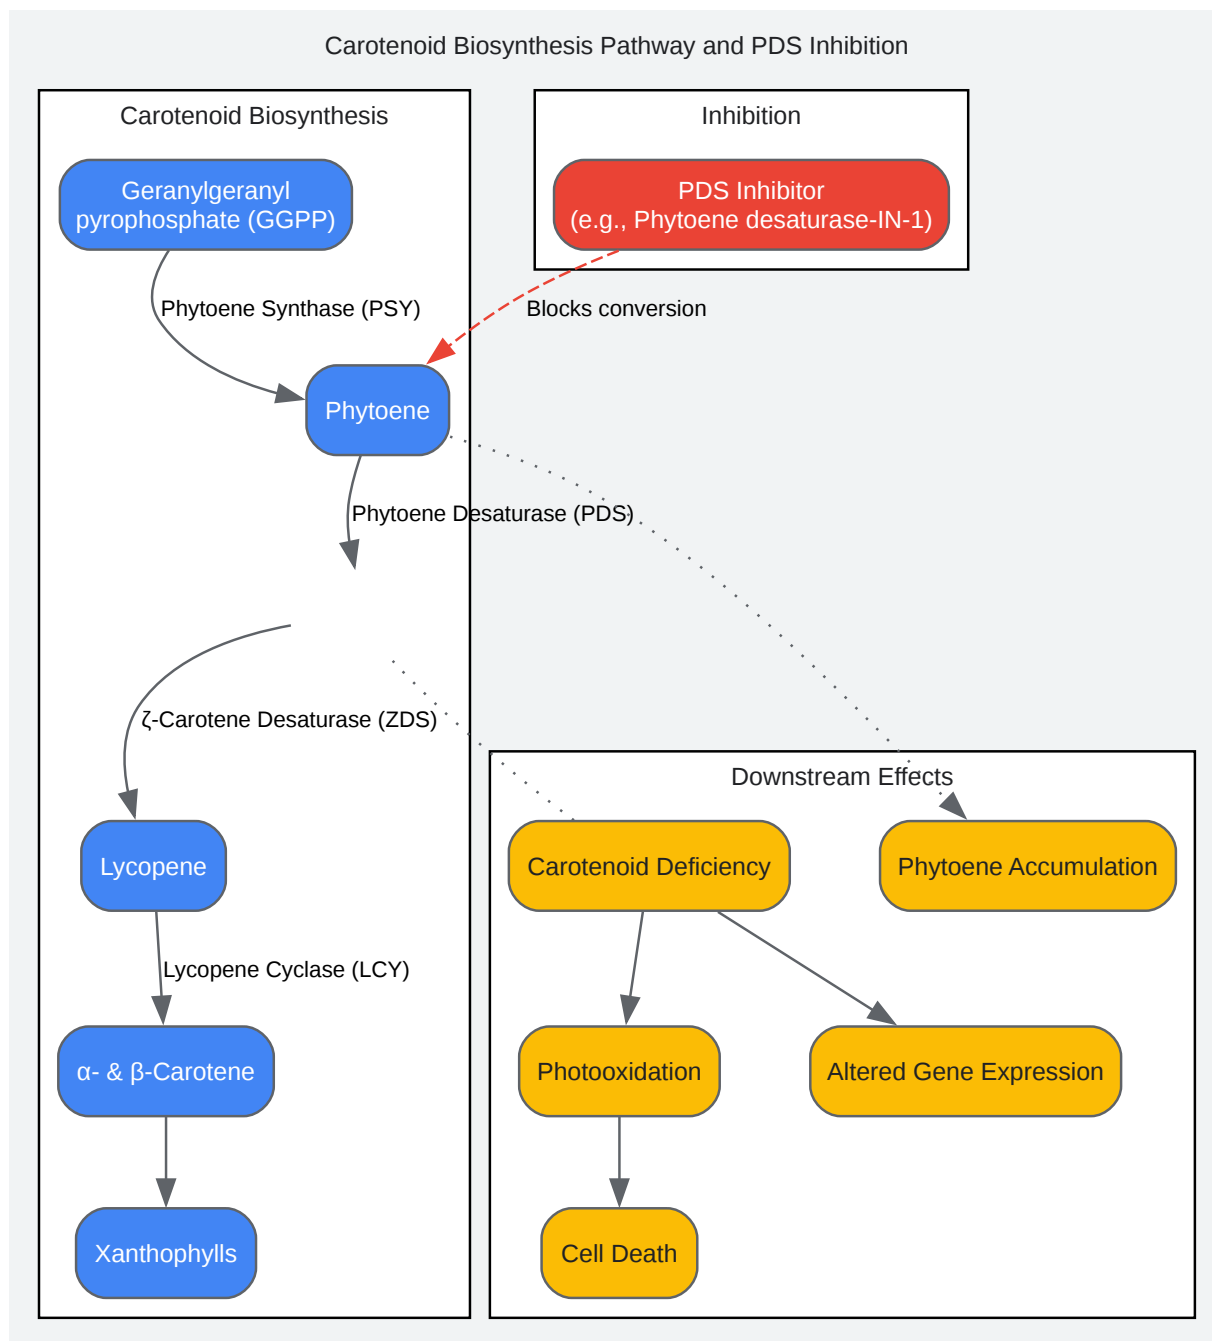 Carotenoid Biosynthesis Pathway and PDS Inhibition
Carotenoid Biosynthesis
Geranylgeranyl
pyrophosphate (GGPP)
Phytoene Synthase (PSY)
Phytoene
Phytoene Desaturase (PDS)
ζ-Carotene Desaturase (ZDS)
Lycopene
Lycopene Cyclase (LCY)
α- & β-Carotene
Xanthophylls
Inhibition
PDS Inhibitor
(e.g., Phytoene desaturase-IN-1)
Blocks conversion
Downstream Effects
Carotenoid Deficiency
Phytoene Accumulation
Photooxidation
Altered Gene Expression
Cell Death